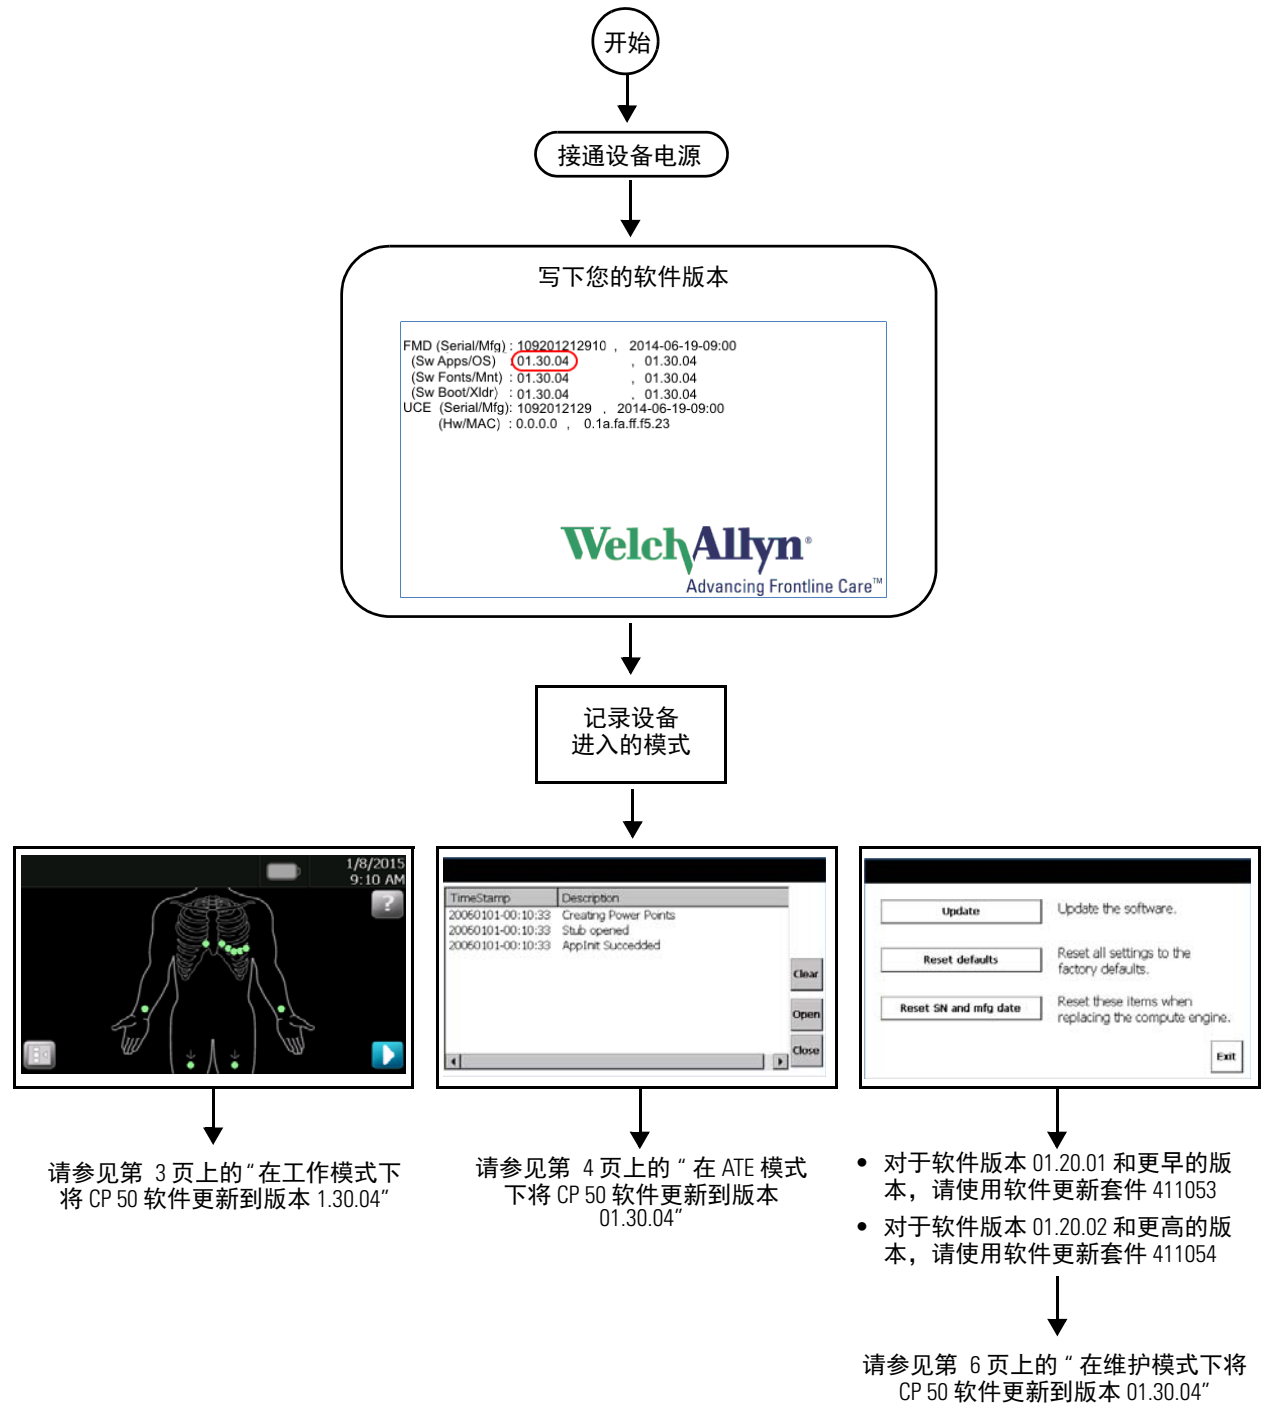 开始
接通设备电源
写下您的软件版本
FMD (Serial/Mfg) : 109201212910 , 2014-06-19-09:00
(Sw Apps/OS) : 01.30.04 , 01.30.04
(Sw Fonts/Mnt) : 01.30.04 , 01.30.04
(Sw Boot/Xldr) : 01.30.04 , 01.30.04
UCE (Serial/Mfg): 1092012129 , 2014-06-19-09:00
(Hw/MAC) : 0.0.0.0 , 0.1a.fa.ff.f5.23
WelchAllyn®
Advancing Frontline Care™
记录设备
进入的模式
1/8/2015
9:10 AM
?
TimeStamp Description
20060101-00:10:33 Creating Power Points
20060101-00:10:33 Stub opened
20060101-00:10:33 AppInit Succedded
Clear
Open
Close
Update Update the software.
Reset defaults Reset all settings to the
factory defaults.
Reset SN and mfg date Reset these items when
replacing the compute engine.
Exit
请参见第 3 页上的“在工作模式下
将 CP 50 软件更新到版本 1.30.04”
请参见第 4 页上的 “ 在 ATE 模式
下将 CP 50 软件更新到版本
01.30.04”
• 对于软件版本 01.20.01 和更早的版
本，请使用软件更新套件 411053
• 对于软件版本 01.20.02 和更高的版
本，请使用软件更新套件 411054
请参见第 6 页上的 “ 在维护模式下将
CP 50 软件更新到版本 01.30.04”